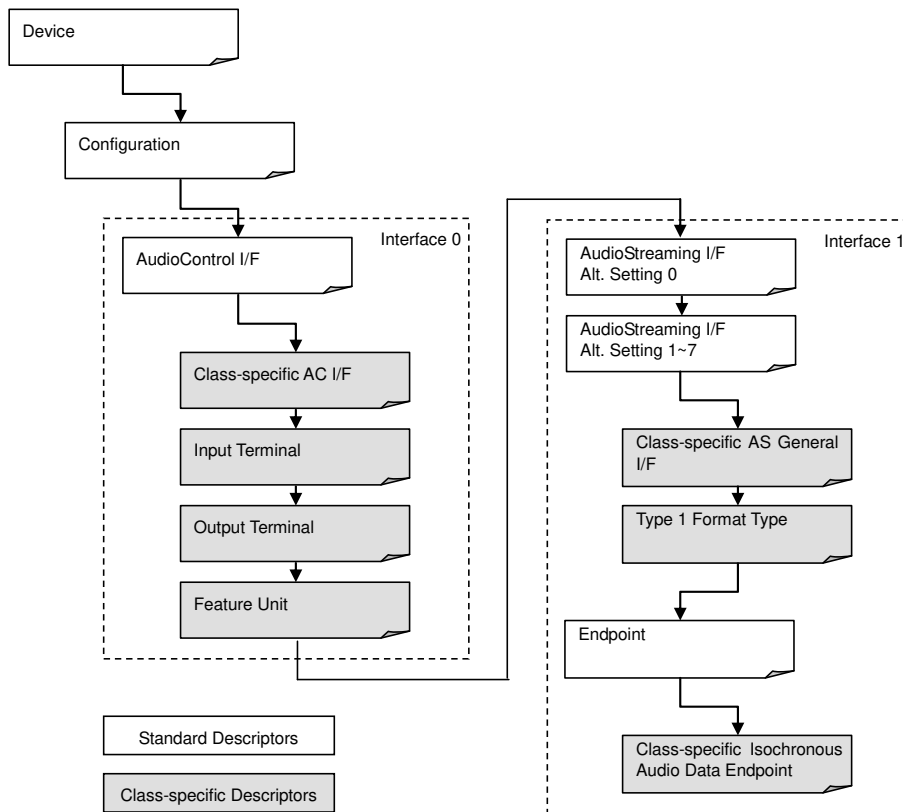 Device
Configuration
Interface 0
AudioControl I/F
Class-specific AC I/F
Input Terminal
Output Terminal
Feature Unit
Interface 1
AudioStreaming I/F
Alt. Setting 0
AudioStreaming I/F
Alt. Setting 1~7
Class-specific AS General
I/F
Type 1 Format Type
Endpoint
Class-specific Isochronous
Audio Data Endpoint
Standard Descriptors
Class-specific Descriptors